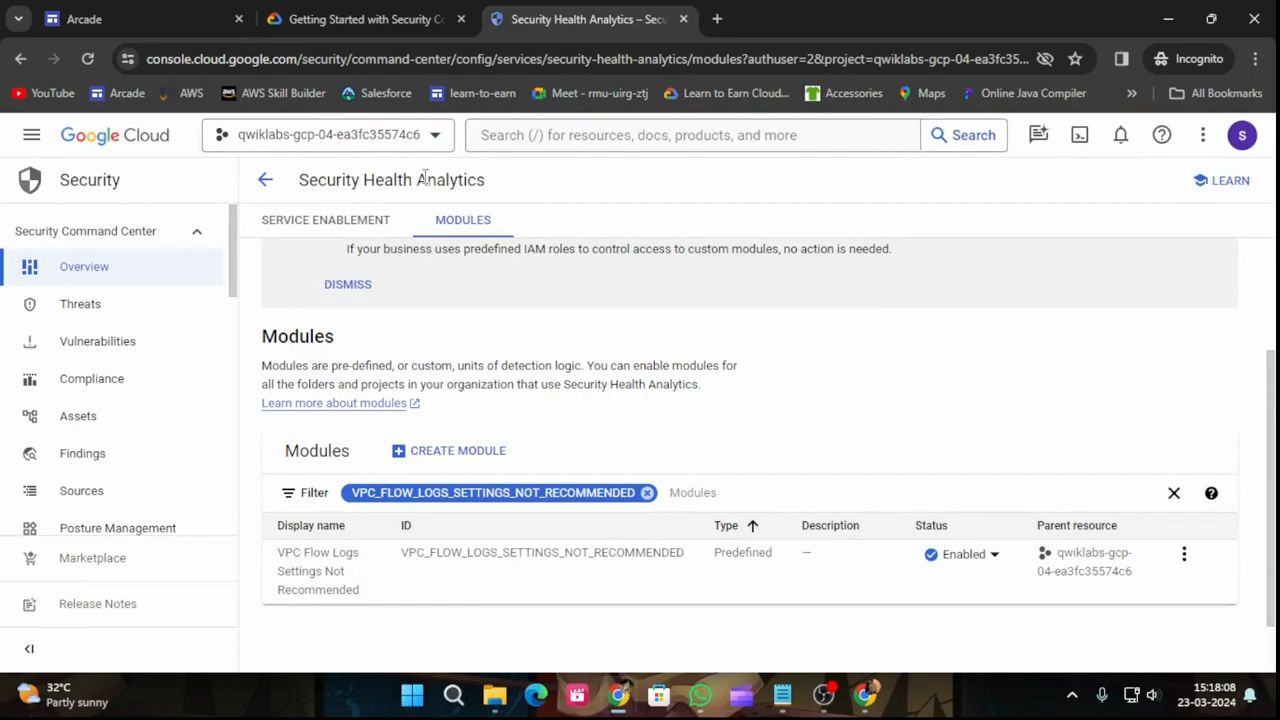 Arcade
Getting Started with Security Co
Security Health Analytics – Secu
console.cloud.google.com/security/command-center/config/services/security-health-analytics/modules?authuser=2&project=qwiklabs-gcp-04-ea3fc35...
Incognito
YouTube
Arcade
AWS
AWS Skill Builder
Salesforce
learn-to-earn
Meet - rmu-uirg-ztj
Learn to Earn Cloud...
Accessories
Maps
Online Java Compiler
»
All Bookmarks
Google Cloud
qwiklabs-gcp-04-ea3fc35574c6
Search (/) for resources, docs, products, and more
Search
S
Security
Security Health Analytics
LEARN
SERVICE ENABLEMENT
MODULES
Security Command Center
Overview
Threats
Vulnerabilities
Compliance
Assets
Findings
Sources
Posture Management
Marketplace
Release Notes
If your business uses predefined IAM roles to control access to custom modules, no action is needed.
DISMISS
Modules
Modules are pre-defined, or custom, units of detection logic. You can enable modules for
all the folders and projects in your organization that use Security Health Analytics.
Learn more about modules
Modules
CREATE MODULE
Filter
VPC_FLOW_LOGS_SETTINGS_NOT_RECOMMENDED
Modules
Display name
ID
Type
Description
Status
Parent resource
VPC Flow Logs
Settings Not
Recommended
VPC_FLOW_LOGS_SETTINGS_NOT_RECOMMENDED
Predefined
—
Enabled
qwiklabs-gcp-
04-ea3fc35574c6
32°C
Partly sunny
15:18:08
23-03-2024